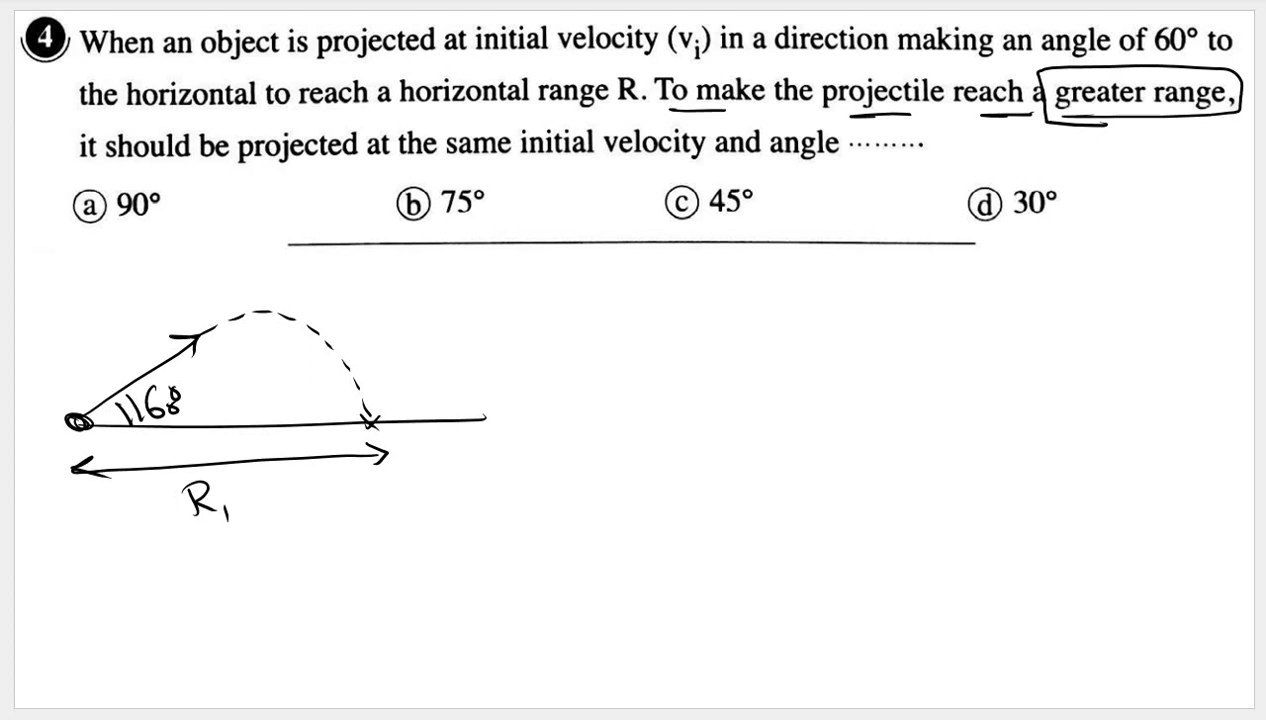 4 When an object is projected at initial velocity (vᵢ) in a direction making an angle of 60° to
the horizontal to reach a horizontal range R. To make the projectile reach a greater range,
it should be projected at the same initial velocity and angle ·········
ⓐ 90° ⓑ 75° ⓒ 45° ⓓ 30°
R₁